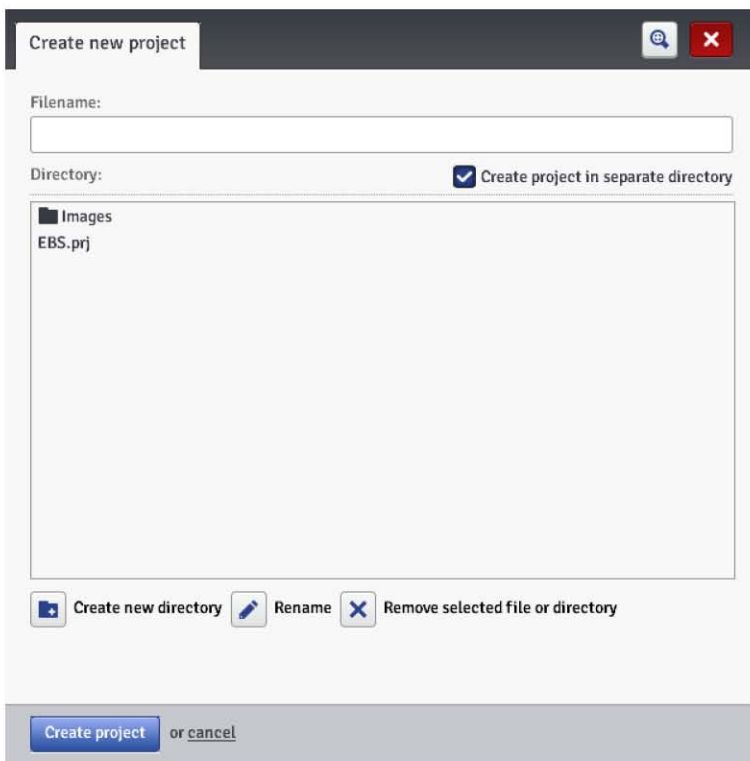 Create new project
Filename:
Directory:
Create project in separate directory
Images
EBS.prj
Create new directory
Rename
Remove selected file or directory
Create project
or cancel